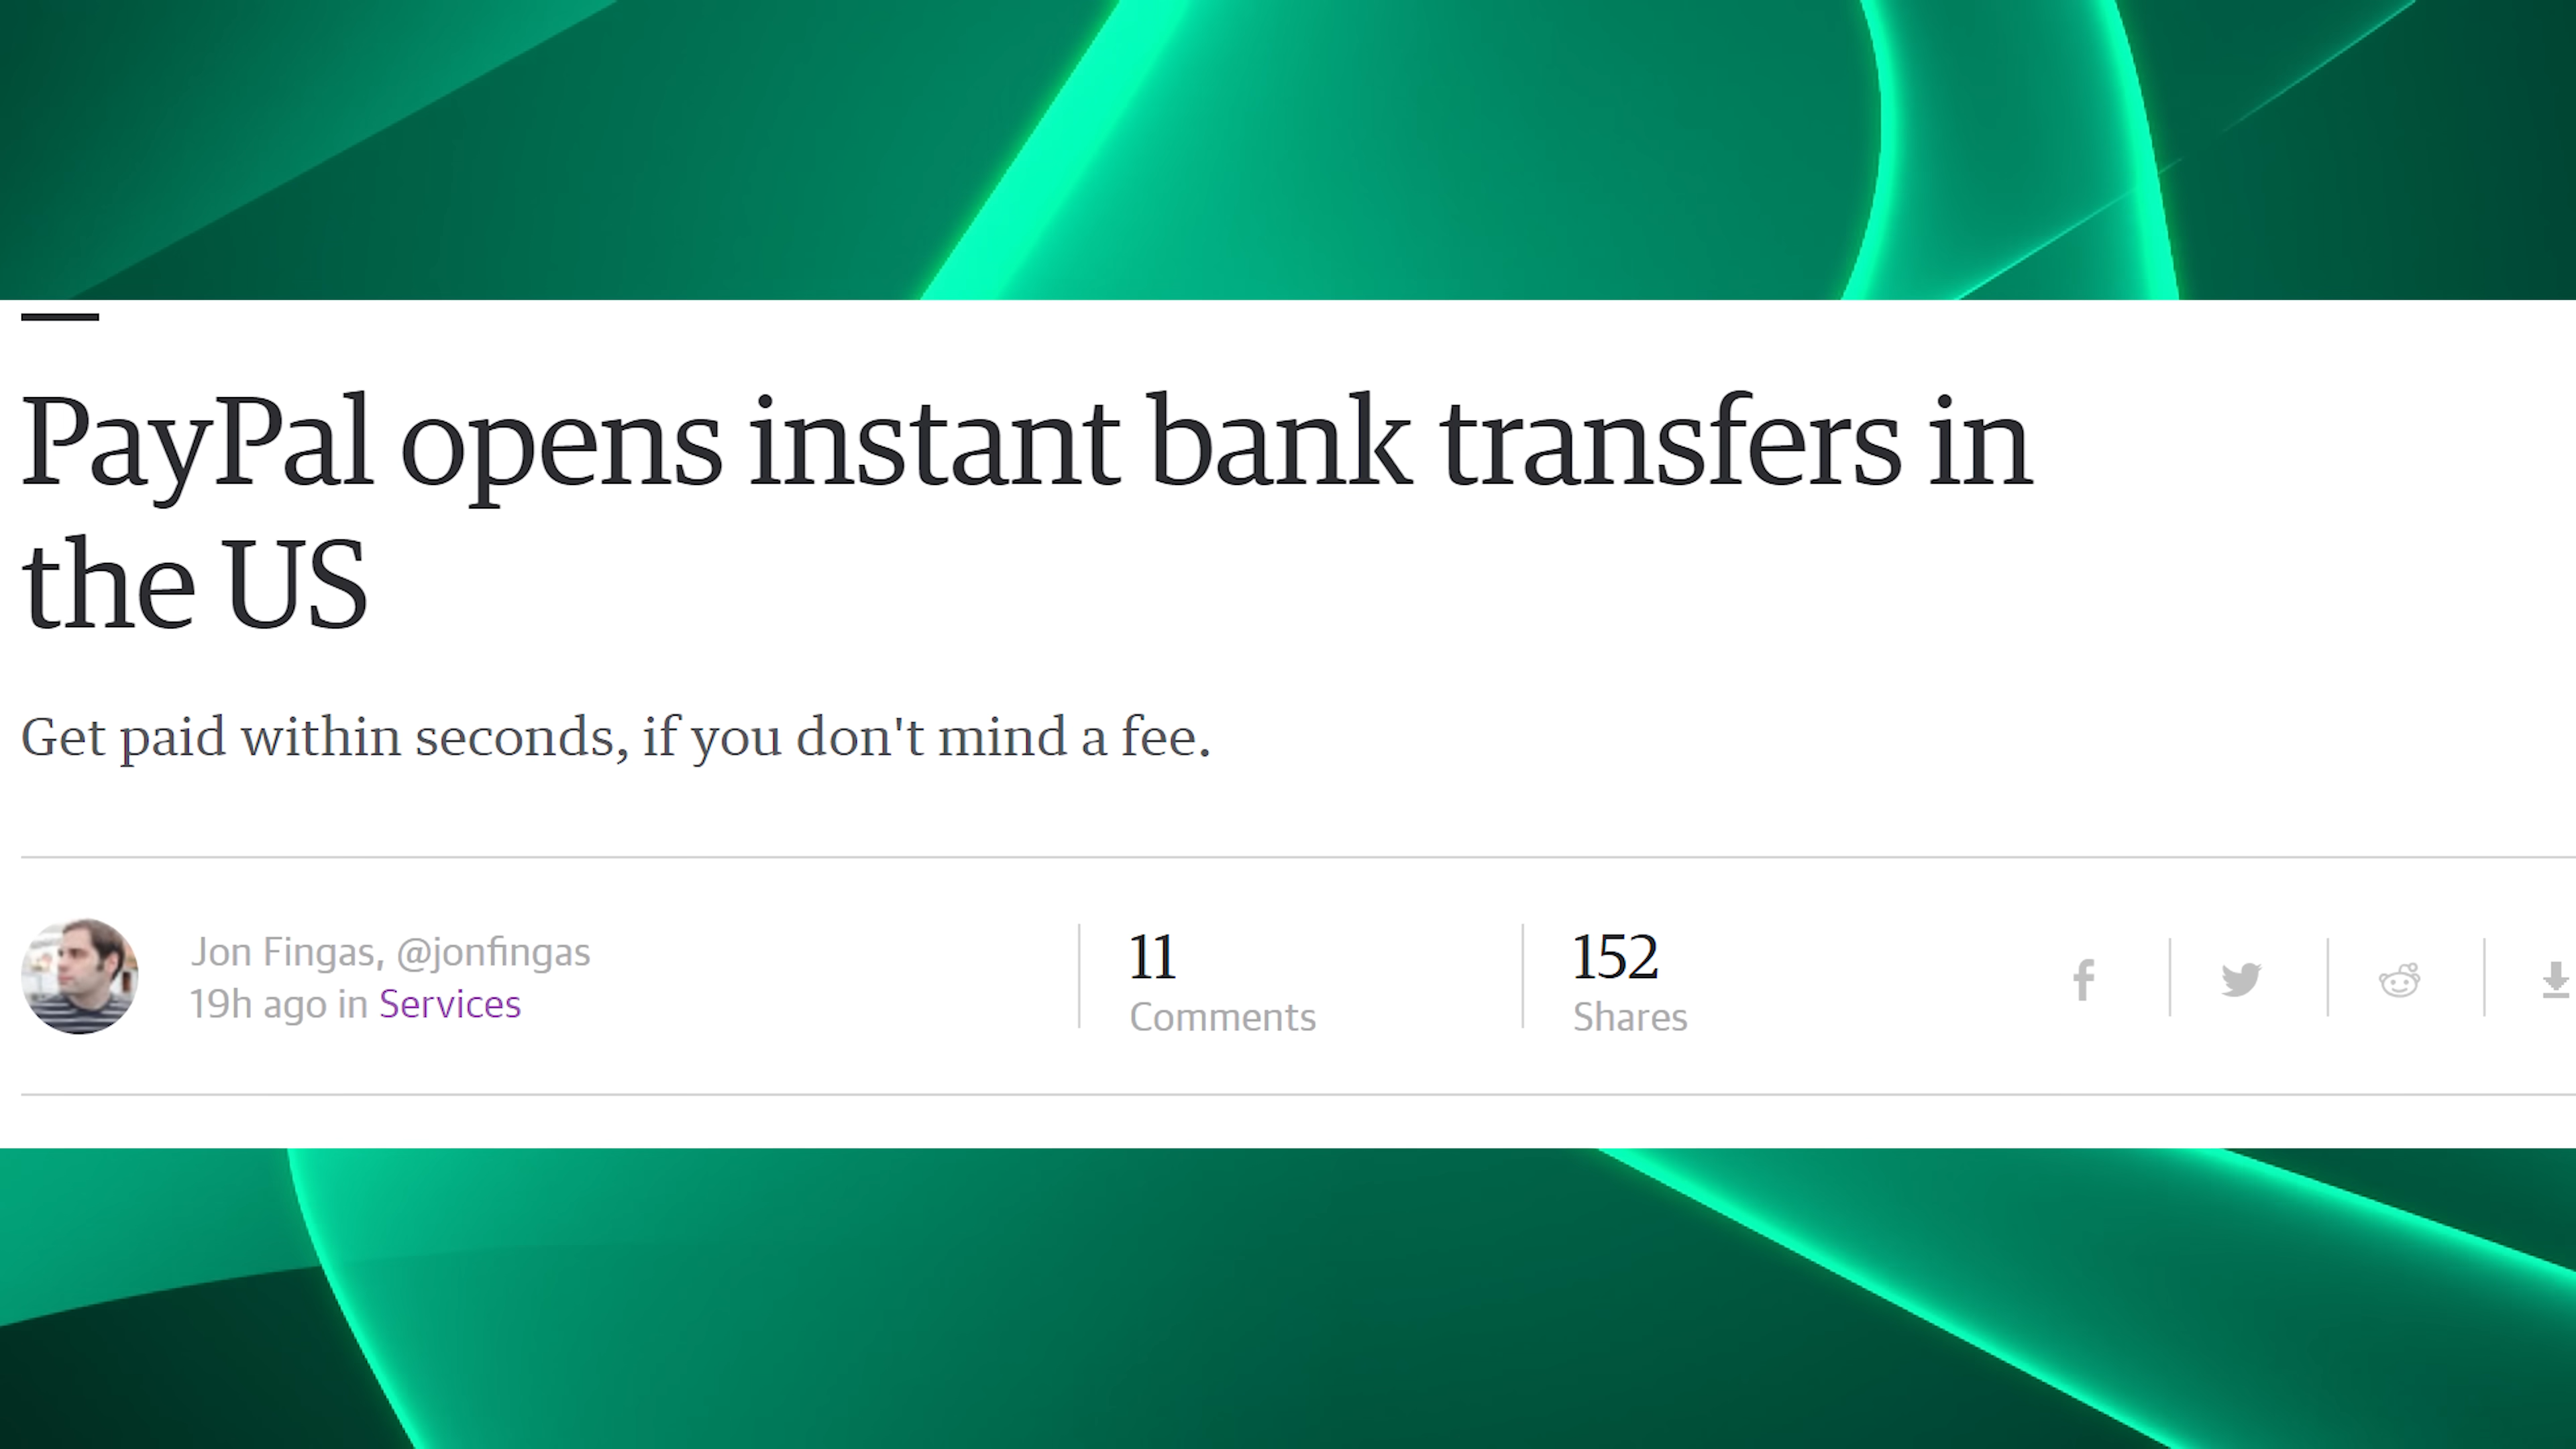 PayPal opens instant bank transfers in
the US
Get paid within seconds, if you don't mind a fee.
Jon Fingas, @jonfingas
19h ago in Services
11
Comments
152
Shares